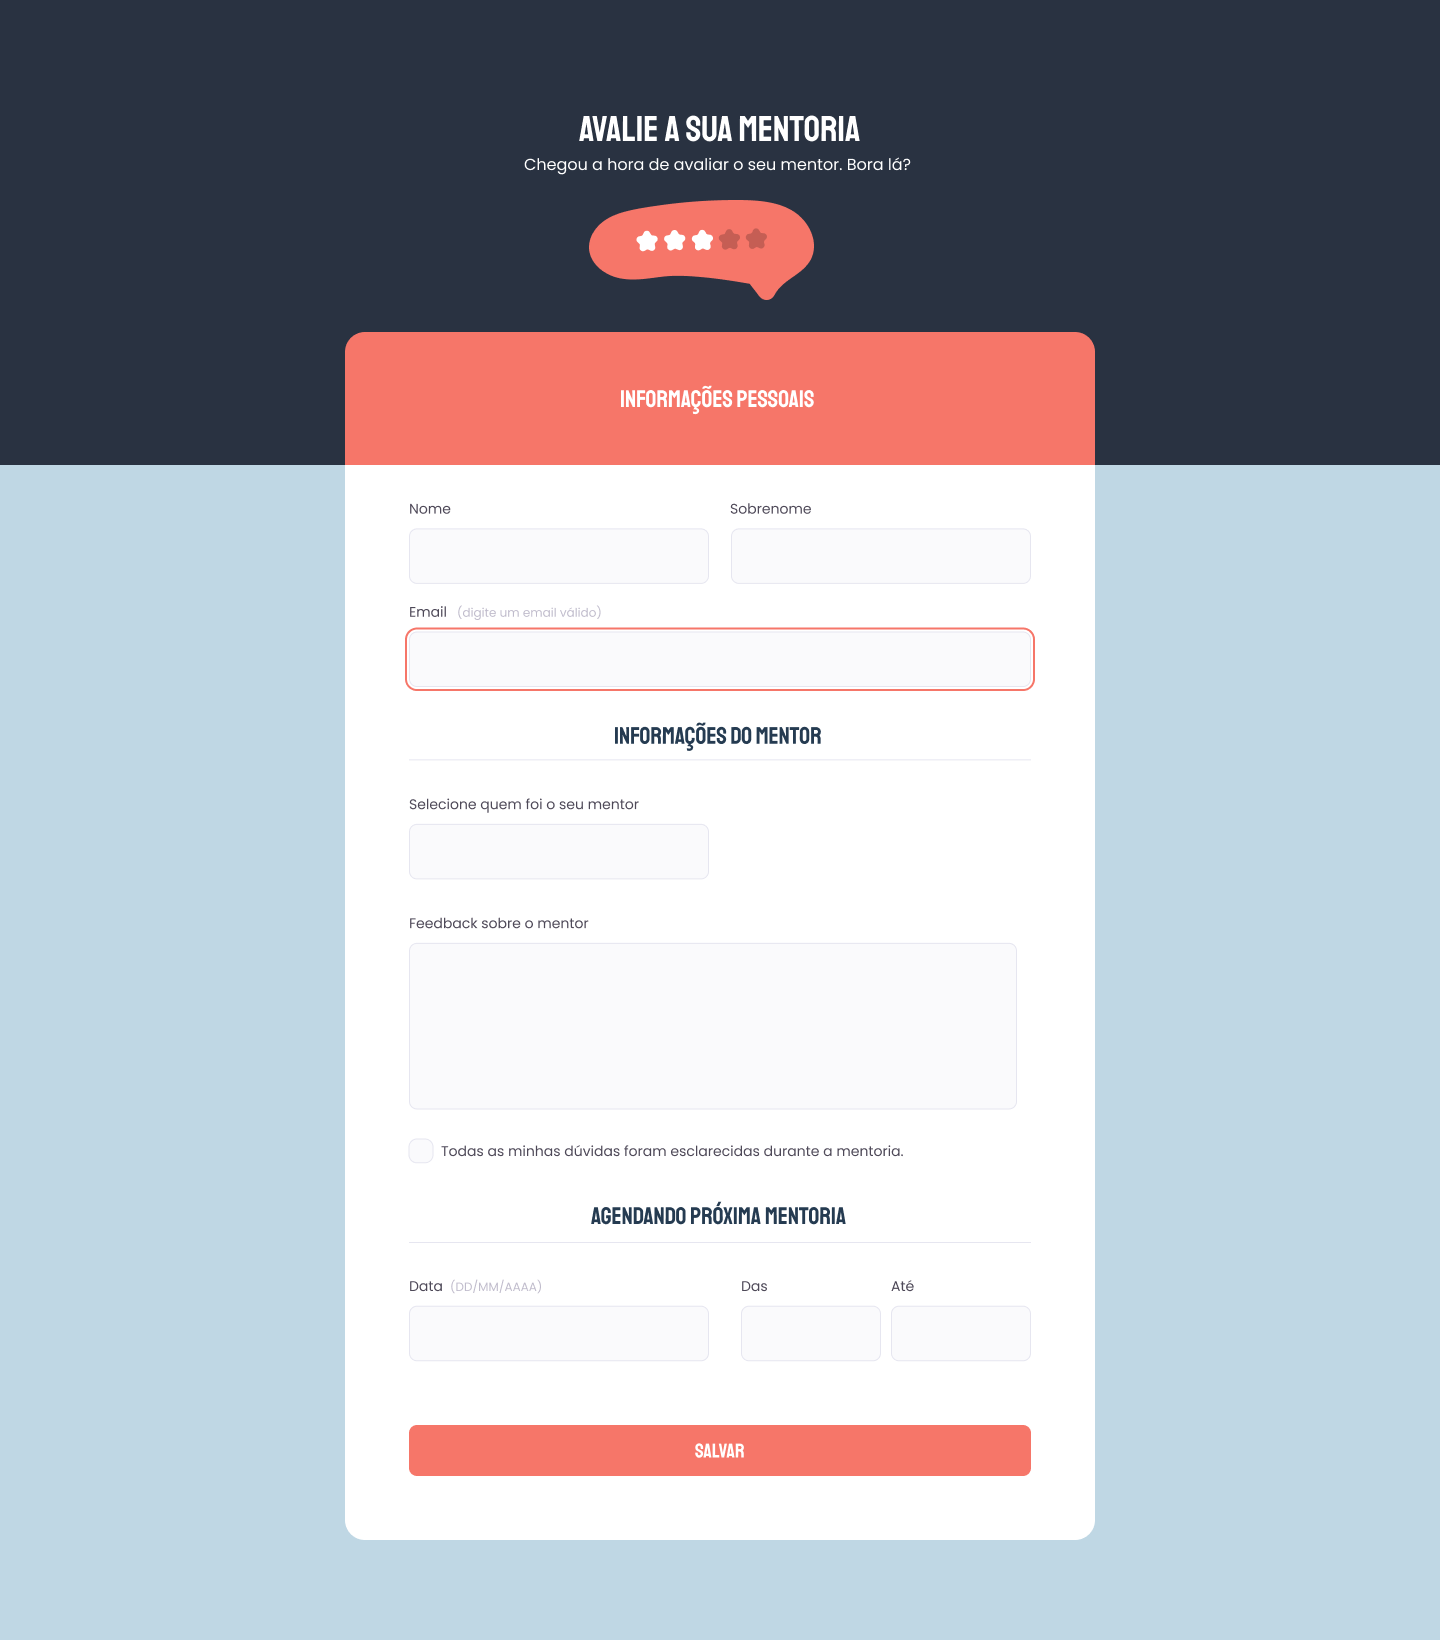 AVALIE A SUA MENTORIA
Chegou a hora de avaliar o seu mentor. Bora lá?
INFORMAÇÕES PESSOAIS
Nome
Sobrenome
Email (digite um email válido)
INFORMAÇÕES DO MENTOR
Selecione quem foi o seu mentor
Feedback sobre o mentor
Todas as minhas dúvidas foram esclarecidas durante a mentoria.
AGENDANDO PRÓXIMA MENTORIA
Data (DD/MM/AAAA)
Das
Até
SALVAR